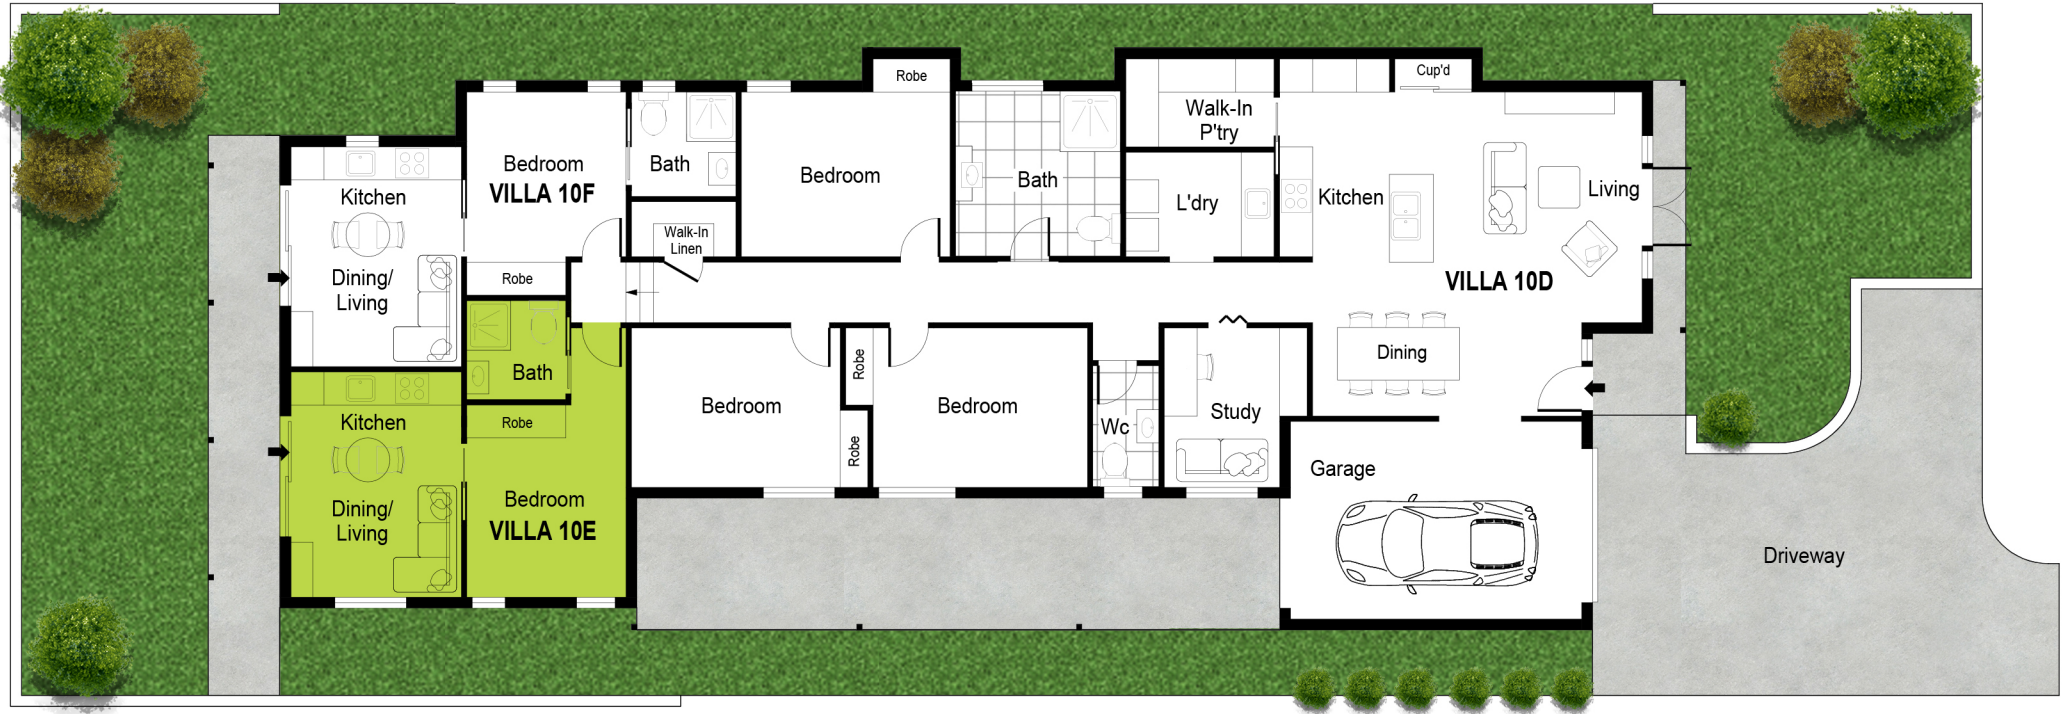 Robe
Cup'd
Walk-In
P'try
Bedroom
VILLA 10F
Bath
Bedroom
Bath
Kitchen
L'dry
Kitchen
Living
Walk-In
Linen
Dining/
Living
Robe
VILLA 10D
Bath
Dining
Robe
Kitchen
Robe
Bedroom
Bedroom
Wc
Study
Robe
Garage
Dining/
Living
Bedroom
VILLA 10E
Driveway